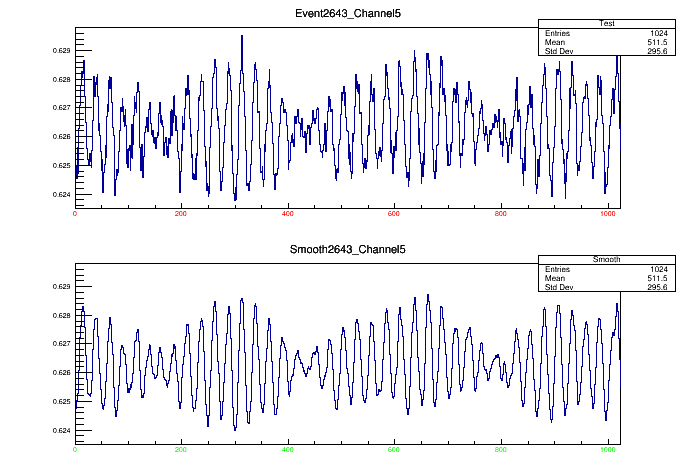 Event2643_Channel5
Test
Entries 1024
Mean 511.5
Std Dev 295.6
0.629
0.628
0.627
0.626
0.625
0.624
0 200 400 600 800 1000
Smooth2643_Channel5
Smooth
Entries 1024
Mean 511.5
Std Dev 295.6
0.629
0.628
0.627
0.626
0.625
0.624
0 200 400 600 800 1000